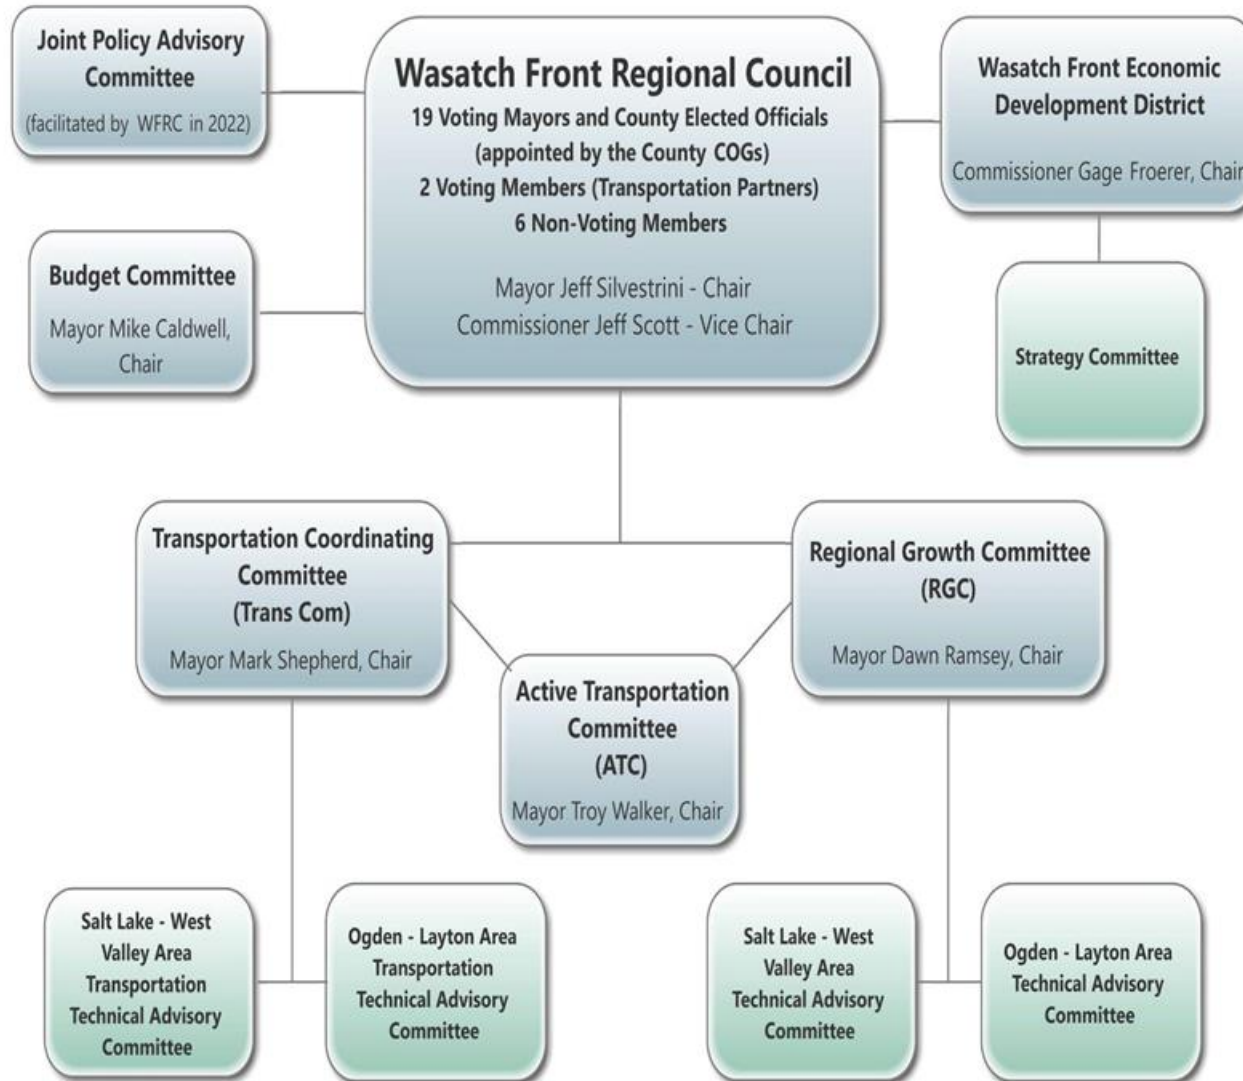 Joint Policy Advisory
Committee
(facilitated by WFRC in 2022)
Wasatch Front Regional Council
19 Voting Mayors and County Elected Officials
(appointed by the County COGs)
2 Voting Members (Transportation Partners)
6 Non-Voting Members
Mayor Jeff Silvestrini - Chair
Commissioner Jeff Scott - Vice Chair
Wasatch Front Economic
Development District
Commissioner Gage Froerer, Chair
Budget Committee
Mayor Mike Caldwell,
Chair
Strategy Committee
Transportation Coordinating
Committee
(Trans Com)
Mayor Mark Shepherd, Chair
Regional Growth Committee
(RGC)
Mayor Dawn Ramsey, Chair
Active Transportation
Committee
(ATC)
Mayor Troy Walker, Chair
Salt Lake - West
Valley Area
Transportation
Technical Advisory
Committee
Ogden - Layton Area
Transportation
Technical Advisory
Committee
Salt Lake - West
Valley Area
Technical Advisory
Committee
Ogden - Layton Area
Technical Advisory
Committee